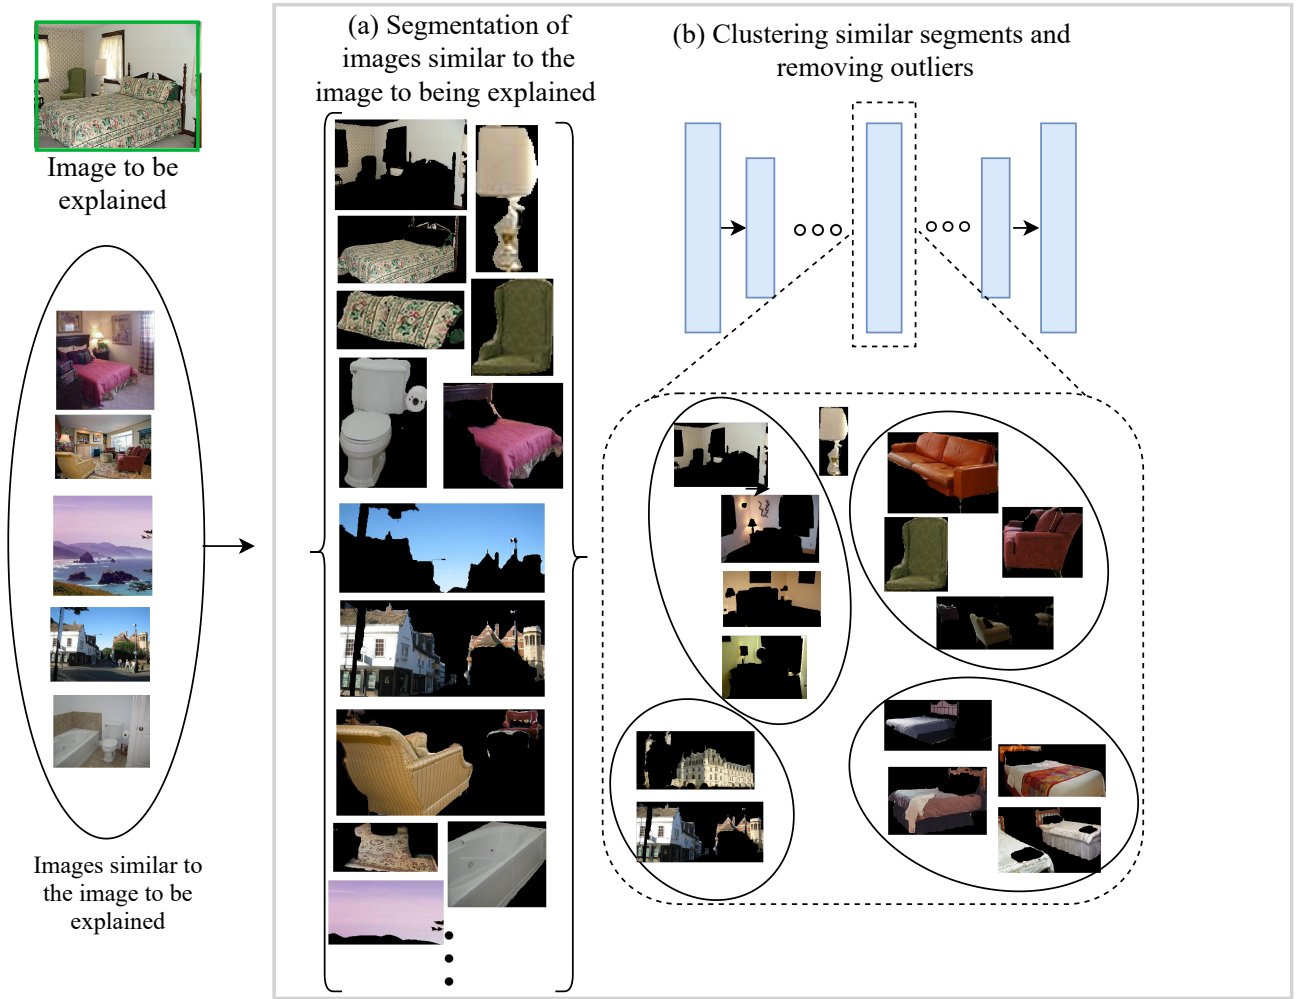 Image to be
explained
Images similar to
the image to be
explained
(a) Segmentation of
images similar to the
image to being explained
(b) Clustering similar segments and
removing outliers